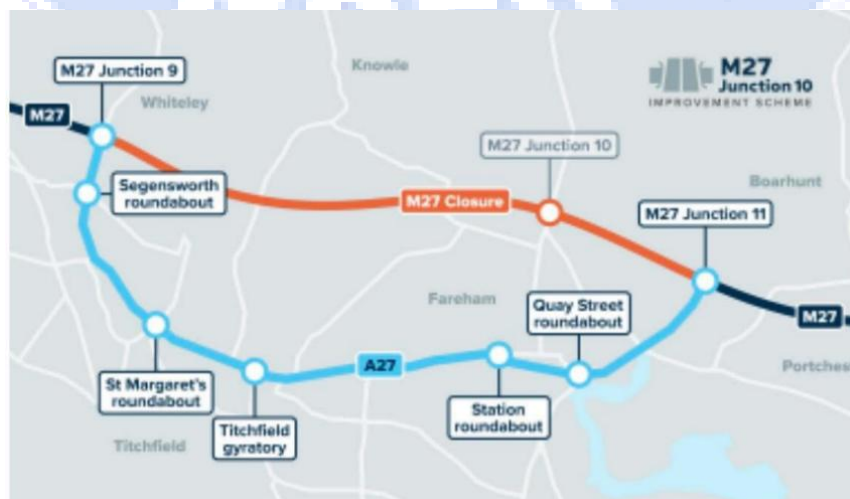 M27 Junction 9
Knowle
M27
Junction 10
IMPROVEMENT SCHEME
Whiteley
M27
M27 Junction 10
Segensworth
roundabout
Boarhunt
M27 Closure
M27 Junction 11
Fareham
Quay Street
roundabout
M27
A27
Portches
St Margaret's
roundabout
Station
roundabout
Titchfield
gyratory
Titchfield